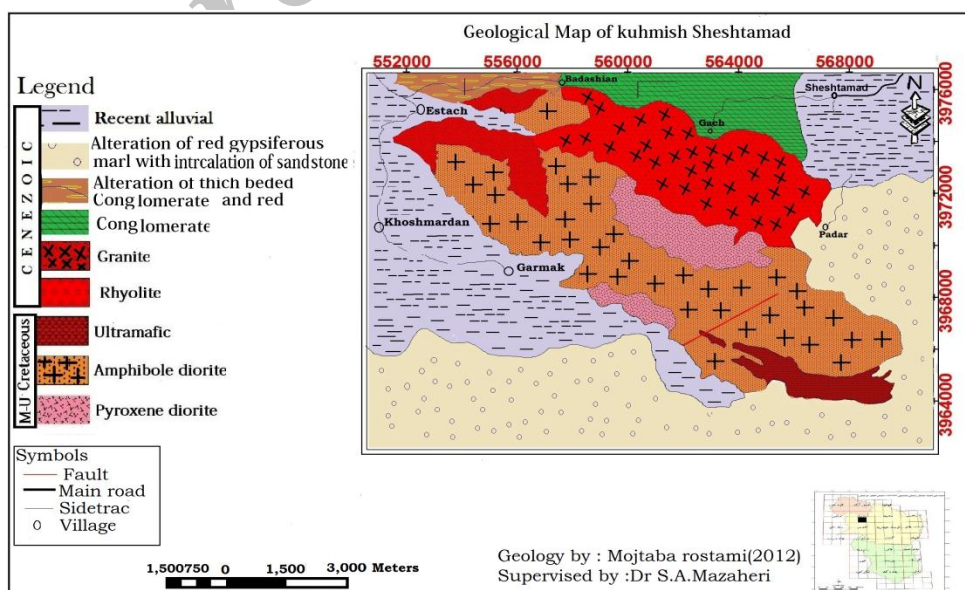 Geological Map of kuhmish Sheshtamad
552000 556000 560000 564000 568000
Legend
CENEZOIC
Recent alluvial
Alteration of red gypsiferous
marl with intrcalation of sandstone
Alteration of thich beded
Conglomerate and red
Cong lomerate
Granite
Rhyolite
M-U Cretaceous
Ultramafic
Amphibole diorite
Pyroxene diorite
Badashian
Sheshtamad
N
Estach
Gach
Khoshmardan
Padar
Garmak
3976000
3972000
3968000
3964000
Symbols
Fault
Main road
Sidetrac
Village
1,500750 0 1,500 3,000 Meters
Geology by : Mojtaba rostami(2012)
Supervised by :Dr S.A.Mazaheri